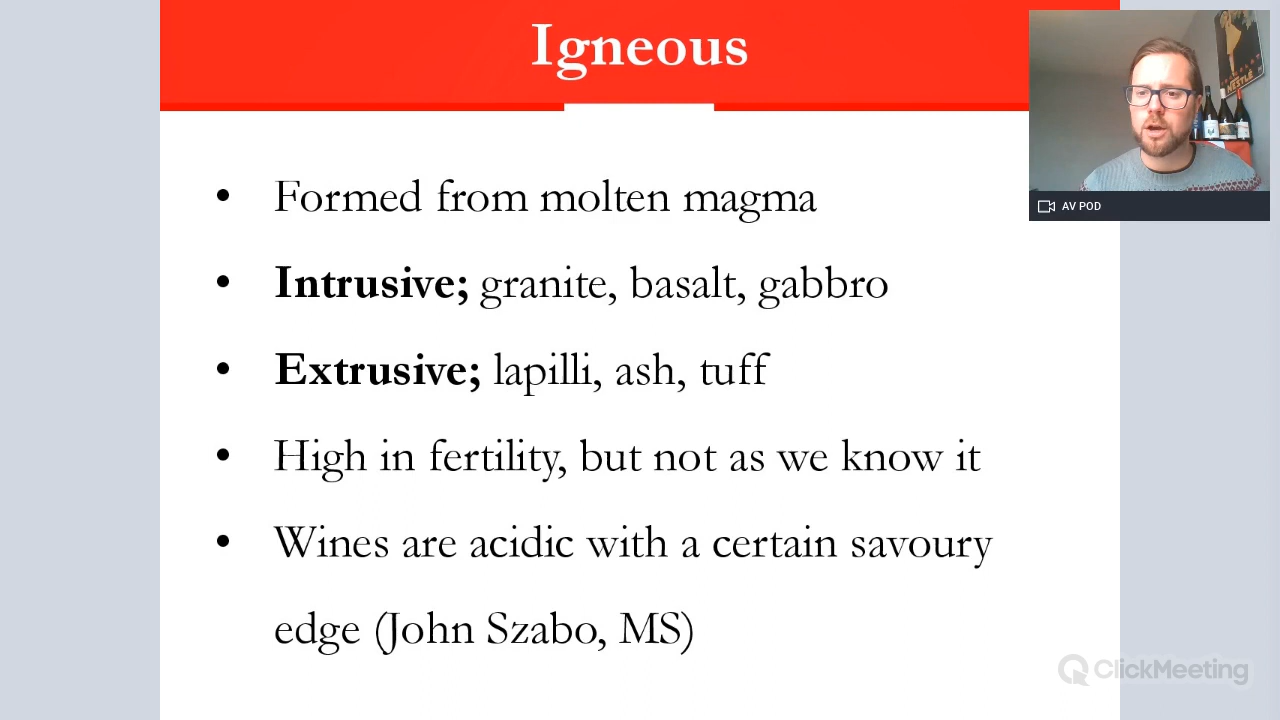 Igneous
• Formed from molten magma
• Intrusive; granite, basalt, gabbro
• Extrusive; lapilli, ash, tuff
• High in fertility, but not as we know it
• Wines are acidic with a certain savoury
edge (John Szabo, MS)
NESTLÉ
AV POD
ClickMeeting